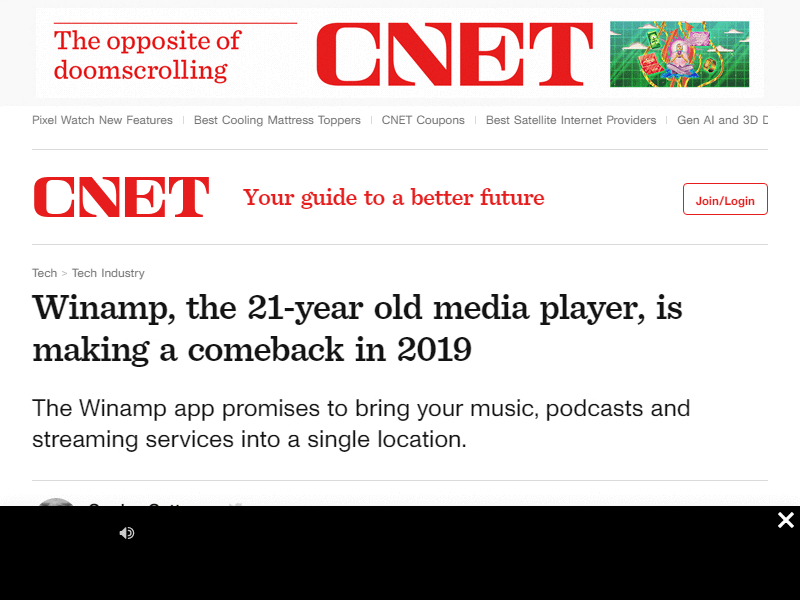 The opposite of
doomscrolling
CNET
Pixel Watch New Features
Best Cooling Mattress Toppers
CNET Coupons
Best Satellite Internet Providers
Gen AI and 3D
CNET
Your guide to a better future
Join/Login
Tech > Tech Industry
Winamp, the 21-year old media player, is
making a comeback in 2019
The Winamp app promises to bring your music, podcasts and
streaming services into a single location.